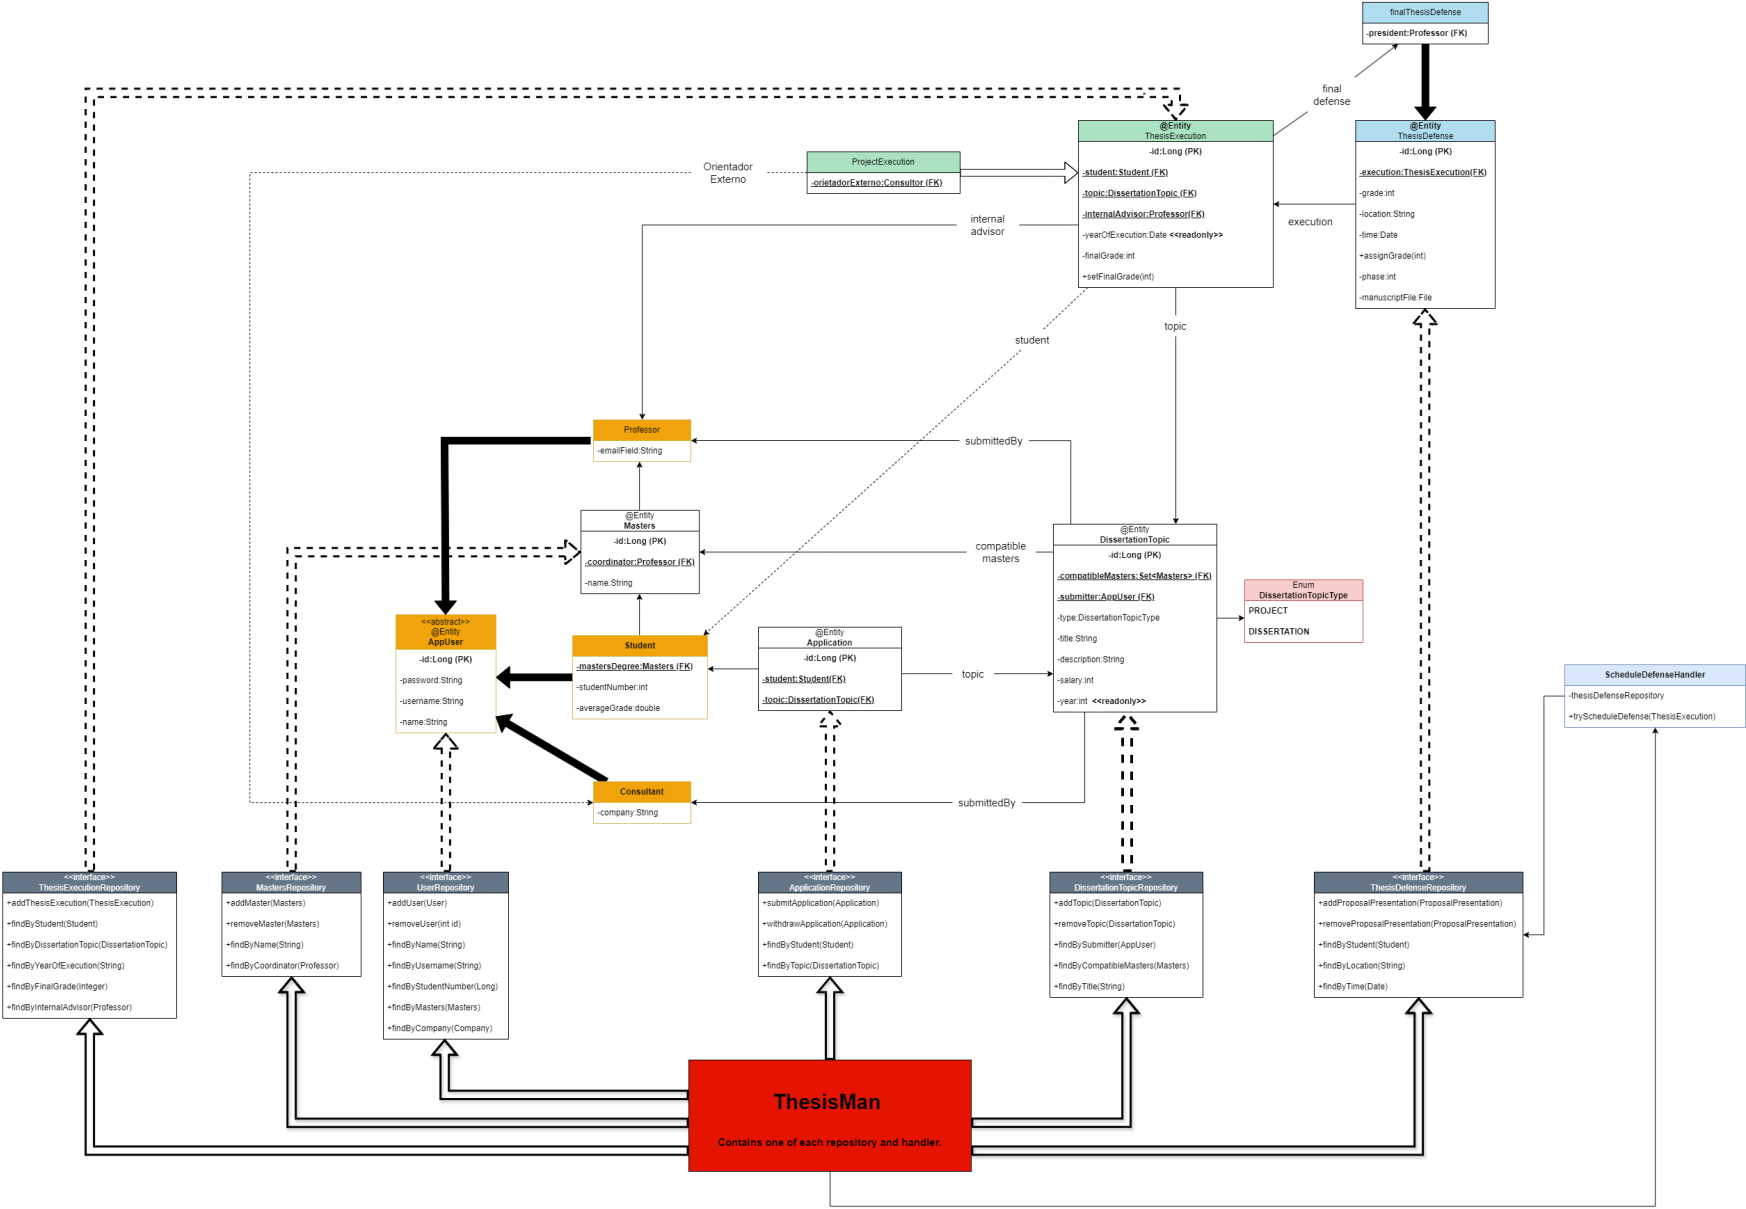 finalThesisDefense
-president:Professor (FK)
final
defense
@Entity
ThesisExecution
-id:Long (PK)
-student:Student (FK)
-topic:DissertationTopic (FK)
-internalAdvisor:Professor(FK)
-yearOfExecution:Date <<readonly>>
-finalGrade:int
+setFinalGrade(int)
@Entity
ThesisDefense
-id:Long (PK)
-execution:ThesisExecution(FK)
-grade:int
-location:String
-time:Date
+assignGrade(int)
-phase:int
-manuscriptFile:File
execution
ProjectExecution
-orietadorExterno:Consultor (FK)
Orientador
Externo
internal
advisor
student
topic
Professor
-emailField:String
submittedBy
@Entity
Masters
-id:Long (PK)
-coordinator:Professor (FK)
-name:String
compatible
masters
@Entity
DissertationTopic
-id:Long (PK)
-compatibleMasters:Set<Masters> (FK)
-submitter:AppUser (FK)
-type:DissertationTopicType
-title:String
-description:String
-salary:int
-year:int <<readonly>>
Enum
DissertationTopicType
PROJECT
DISSERTATION
<<abstract>>
@Entity
AppUser
-id:Long (PK)
-password:String
-username:String
-name:String
Student
-mastersDegree:Masters (FK)
-studentNumber:int
-averageGrade:double
@Entity
Application
-id:Long (PK)
-student:Student(FK)
-topic:DissertationTopic(FK)
topic
ScheduleDefenseHandler
-thesisDefenseRepository
+tryScheduleDefense(ThesisExecution)
Consultant
-company:String
submittedBy
<<interface>>
ThesisExecutionRepository
+addThesisExecution(ThesisExecution)
+findByStudent(Student)
+findByDissertationTopic(DissertationTopic)
+findByYearOfExecution(String)
+findByFinalGrade(Integer)
+findByInternalAdvisor(Professor)
<<interface>>
MastersRepository
+addMaster(Masters)
+removeMaster(Masters)
+findByName(String)
+findByCoordinator(Professor)
<<interface>>
UserRepository
+addUser(User)
+removeUser(int id)
+findByName(String)
+findByUsername(String)
+findByStudentNumber(Long)
+findByMasters(Masters)
+findByCompany(Company)
<<interface>>
ApplicationRepository
+submitApplication(Application)
+withdrawApplication(Application)
+findByStudent(Student)
+findByTopic(DissertationTopic)
<<interface>>
DissertationTopicRepository
+addTopic(DissertationTopic)
+removeTopic(DissertationTopic)
+findBySubmitter(AppUser)
+findByCompatibleMasters(Masters)
+findByTitle(String)
<<interface>>
ThesisDefenseRepository
+addProposalPresentation(ProposalPresentation)
+removeProposalPresentation(ProposalPresentation)
+findByStudent(Student)
+findByLocation(String)
+findByTime(Date)
ThesisMan
Contains one of each repository and handler.